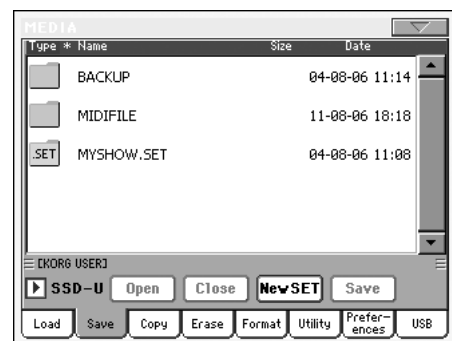 MEDIA
Type * Name Size Date
BACKUP 04-08-06 11:14
MIDIFILE 11-08-06 18:18
.SET MYSHOW.SET 04-08-06 11:08
[KORG USER]
SSD-U Open Close New SET Save
Load Save Copy Erase Format Utility Prefer-ences USB